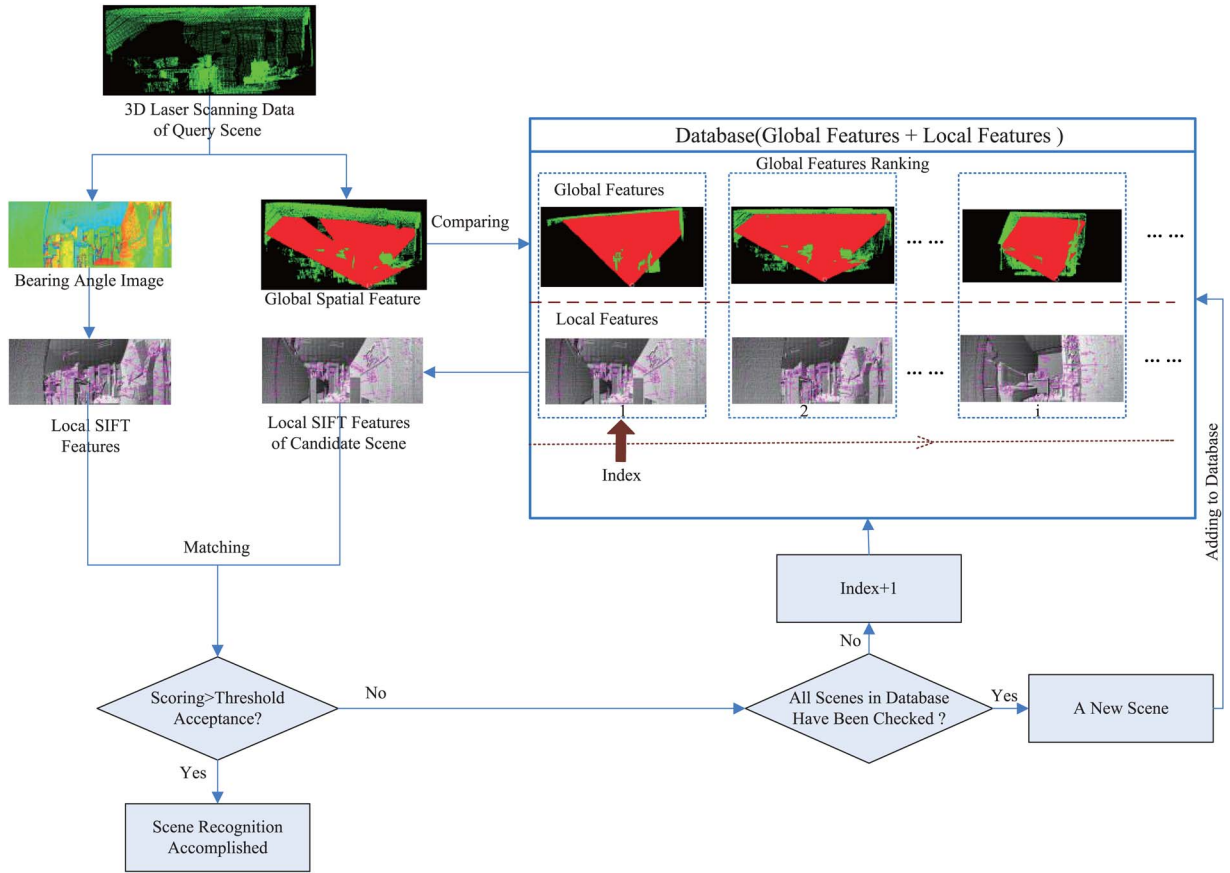 3D Laser Scanning Data
of Query Scene
Database(Global Features + Local Features )
Global Features Ranking
Global Features
Comparing
... ...
... ...
Bearing Angle Image
Global Spatial Feature
Local Features
... ...
... ...
1
2
i
Local SIFT
Features
Local SIFT Features
of Candidate Scene
Index
Adding to Database
Matching
Index+1
No
Scoring>Threshold
Acceptance?
No
All Scenes in Database
Have Been Checked ?
Yes
A New Scene
Yes
Scene Recognition
Accomplished